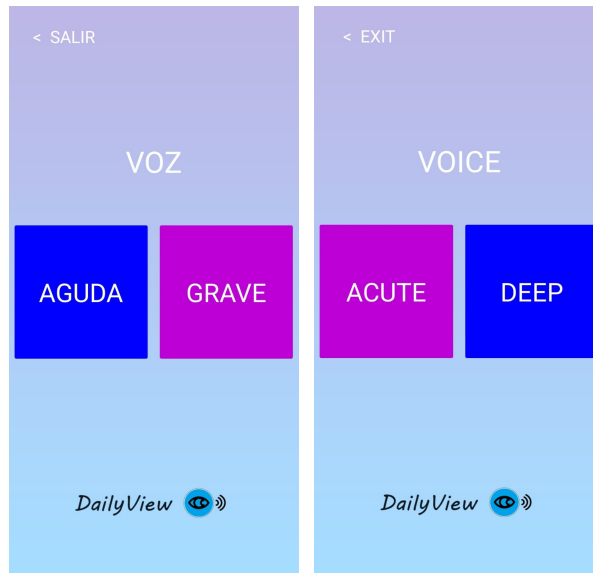 < SALIR
VOZ
AGUDA GRAVE
DailyView
< EXIT
VOICE
ACUTE DEEP
DailyView